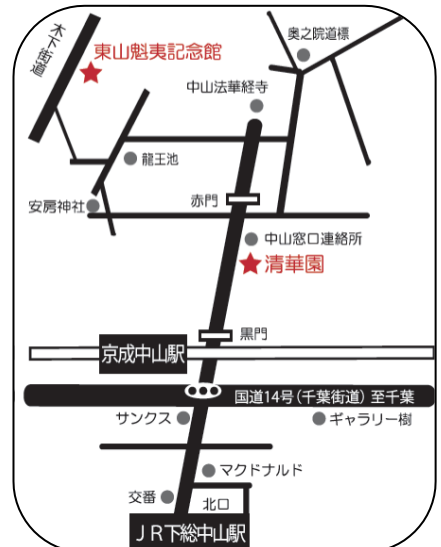 木下街道
東山魁夷記念館
奥之院道標
中山法華経寺
龍王池
赤門
安房神社
中山窓口連絡所
清華園
黒門
京成中山駅
国道14号(千葉街道) 至千葉
サンクス
ギャラリー樹
マクドナルド
交番
北口
JR下総中山駅